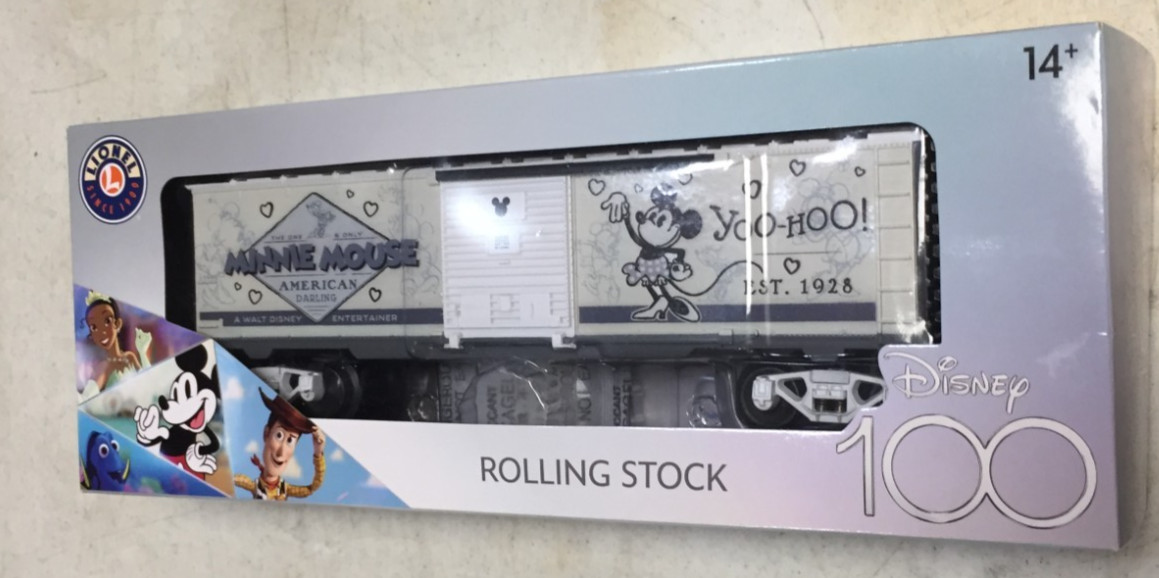 14+
LIONEL
L
SINCE 1900
THE ONE & ONLY
MINNIE MOUSE
AMERICAN
DARLING
A WALT DISNEY ENTERTAINER
YOO-HOO!
EST. 1928
Disney
100
ROLLING STOCK